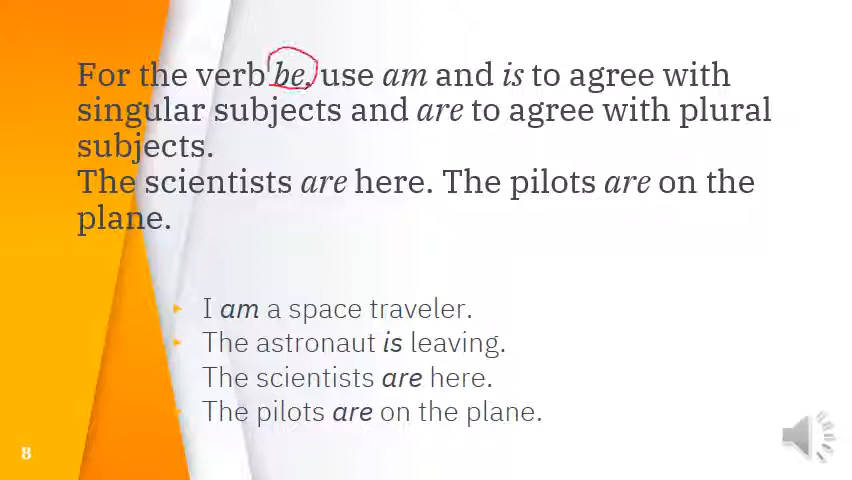 For the verb be, use am and is to agree with
singular subjects and are to agree with plural
subjects.
The scientists are here. The pilots are on the
plane.
I am a space traveler.
The astronaut is leaving.
The scientists are here.
The pilots are on the plane.
8